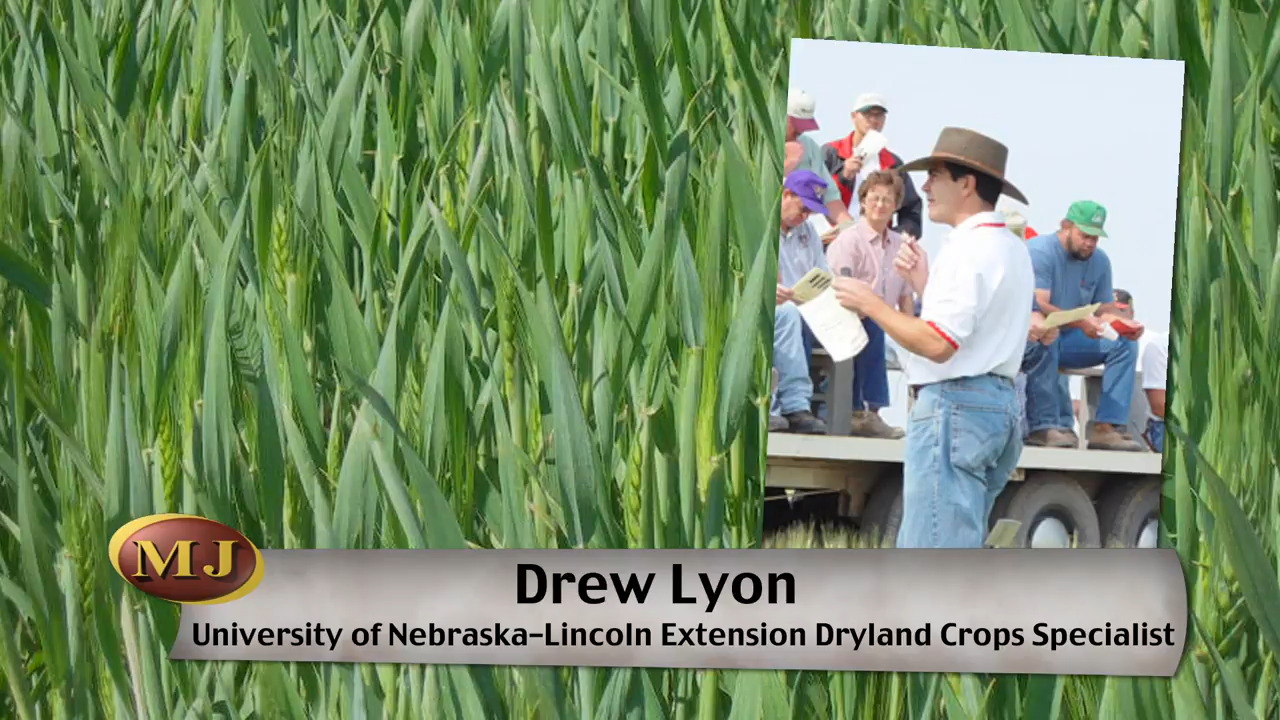 MJ
Drew Lyon
University of Nebraska-Lincoln Extension Dryland Crops Specialist